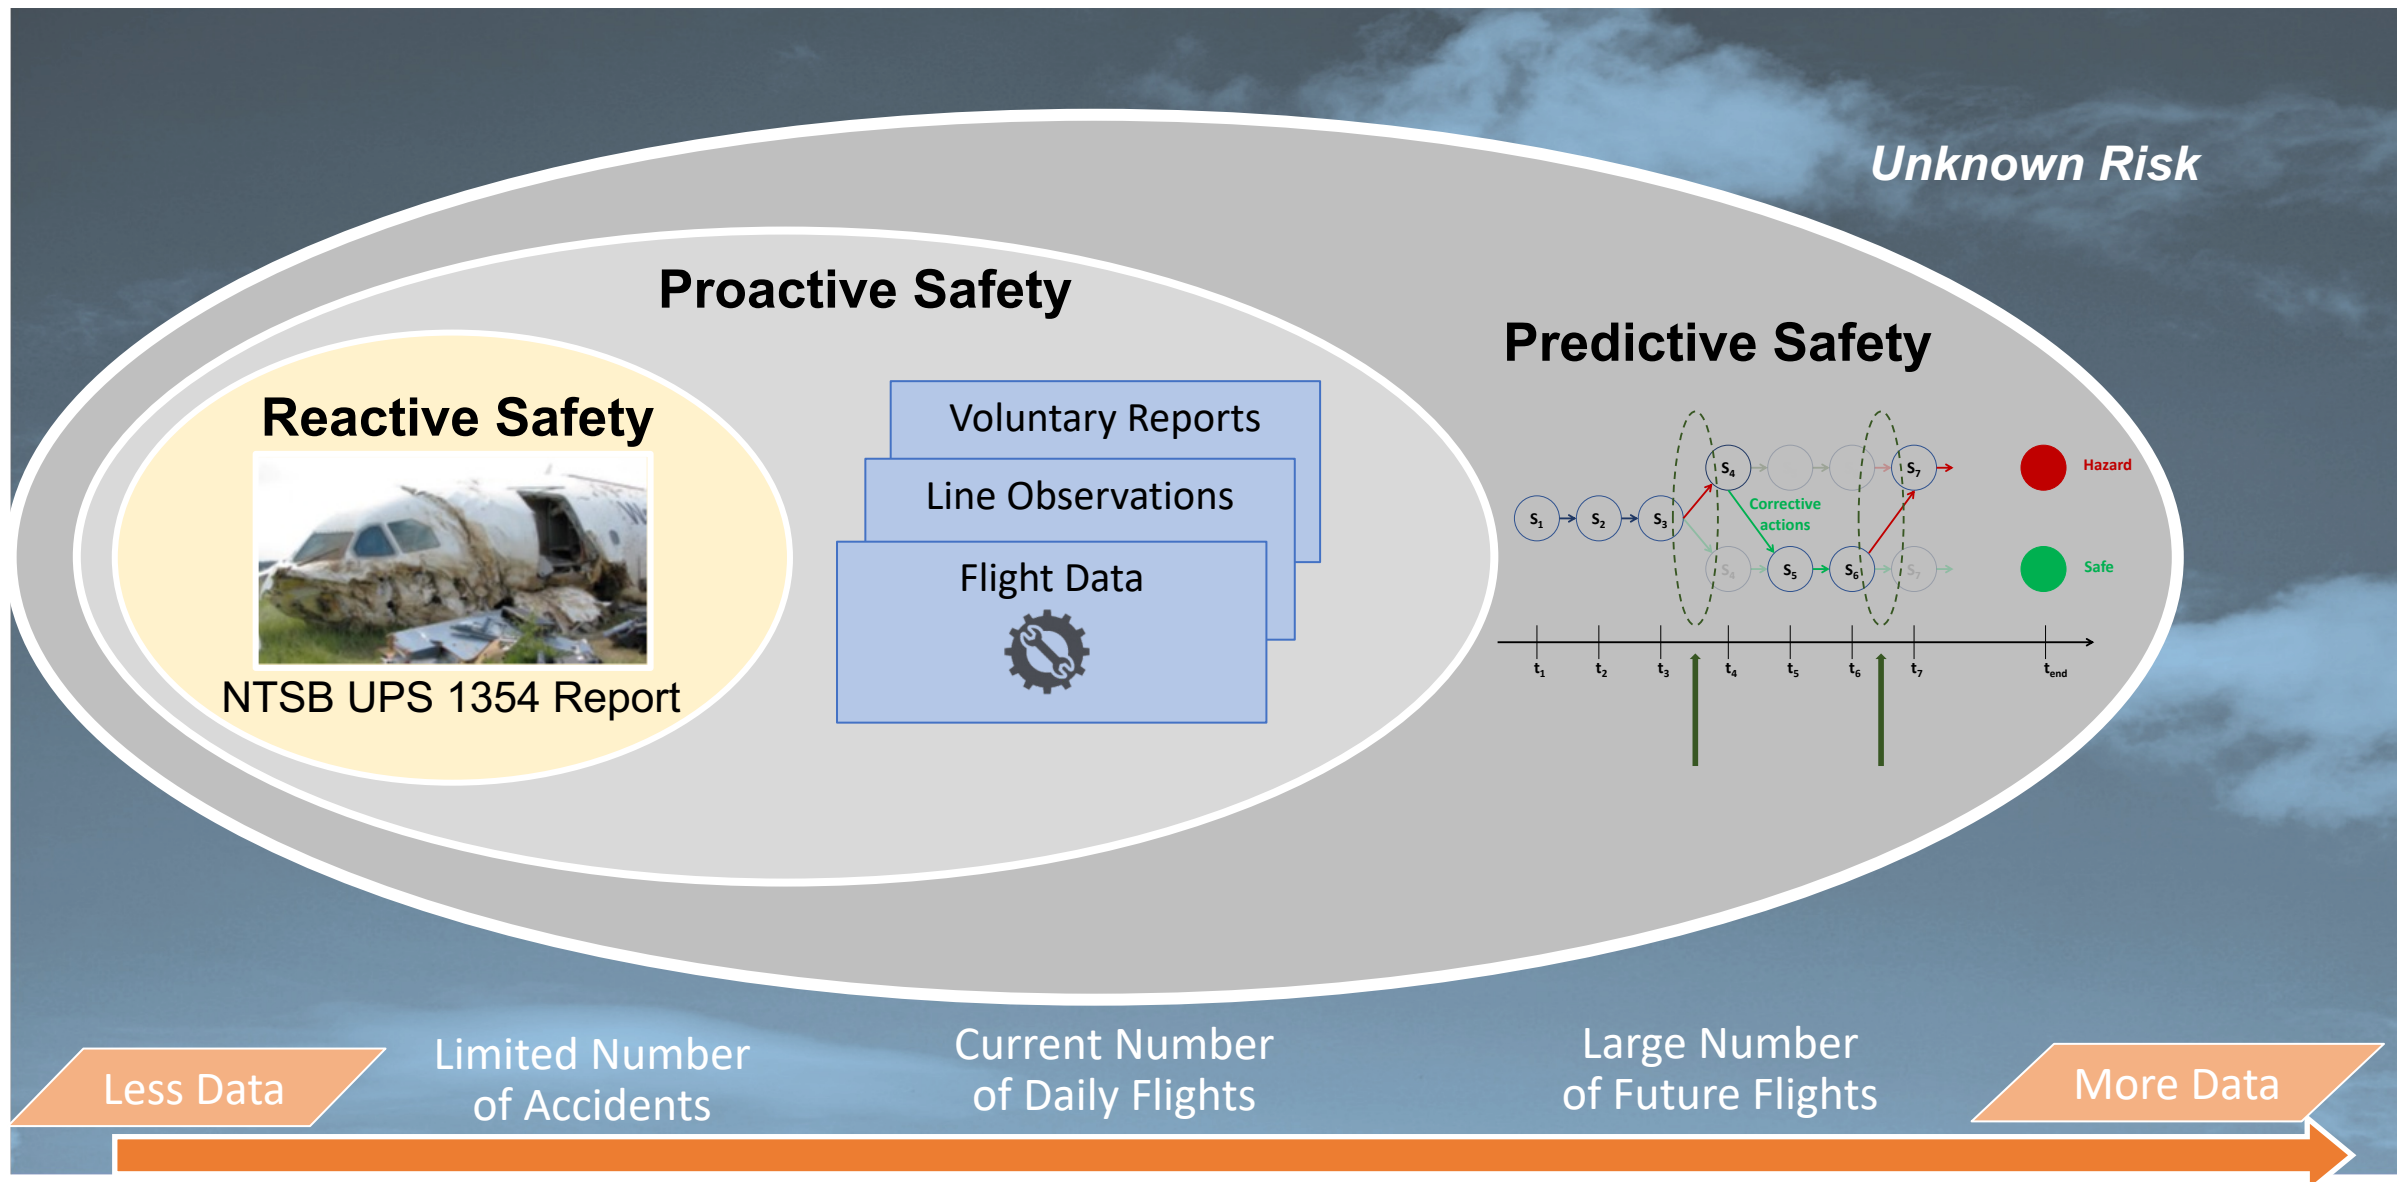 Unknown Risk
Proactive Safety
Predictive Safety
Reactive Safety
NTSB UPS 1354 Report
Voluntary Reports
Line Observations
Flight Data
S₄
S₇
Hazard
S₁
S₂
S₃
Corrective
actions
S₄
S₅
S₆
S₇
Safe
t₁
t₂
t₃
t₄
t₅
t₆
t₇
tend
Less Data
Limited Number
of Accidents
Current Number
of Daily Flights
Large Number
of Future Flights
More Data